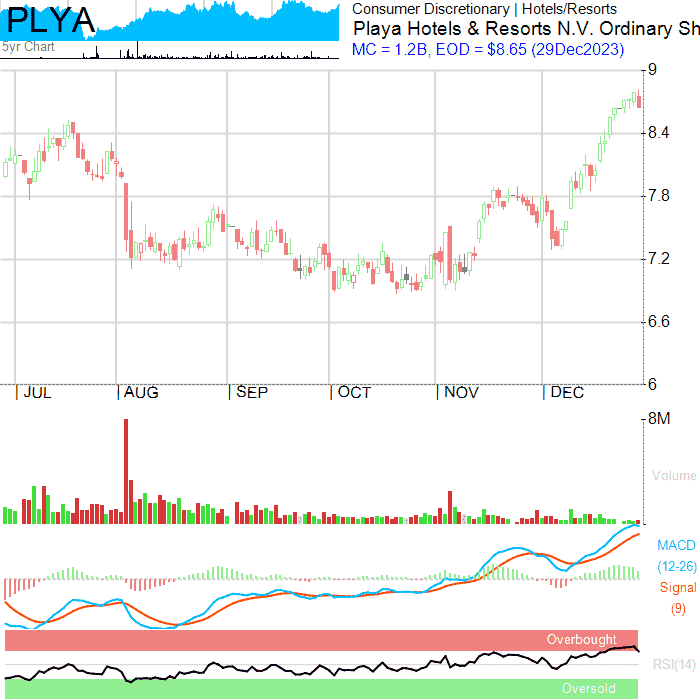 PLYA
5yr Chart
Consumer Discretionary | Hotels/Resorts
Playa Hotels & Resorts N.V. Ordinary Sh
MC = 1.2B, EOD = $8.65 (29Dec2023)
9
8.4
7.8
7.2
6.6
6
JUL AUG SEP OCT NOV DEC
8M
Volume
MACD
(12-26)
Signal
(9)
Overbought
RSI(14)
Oversold